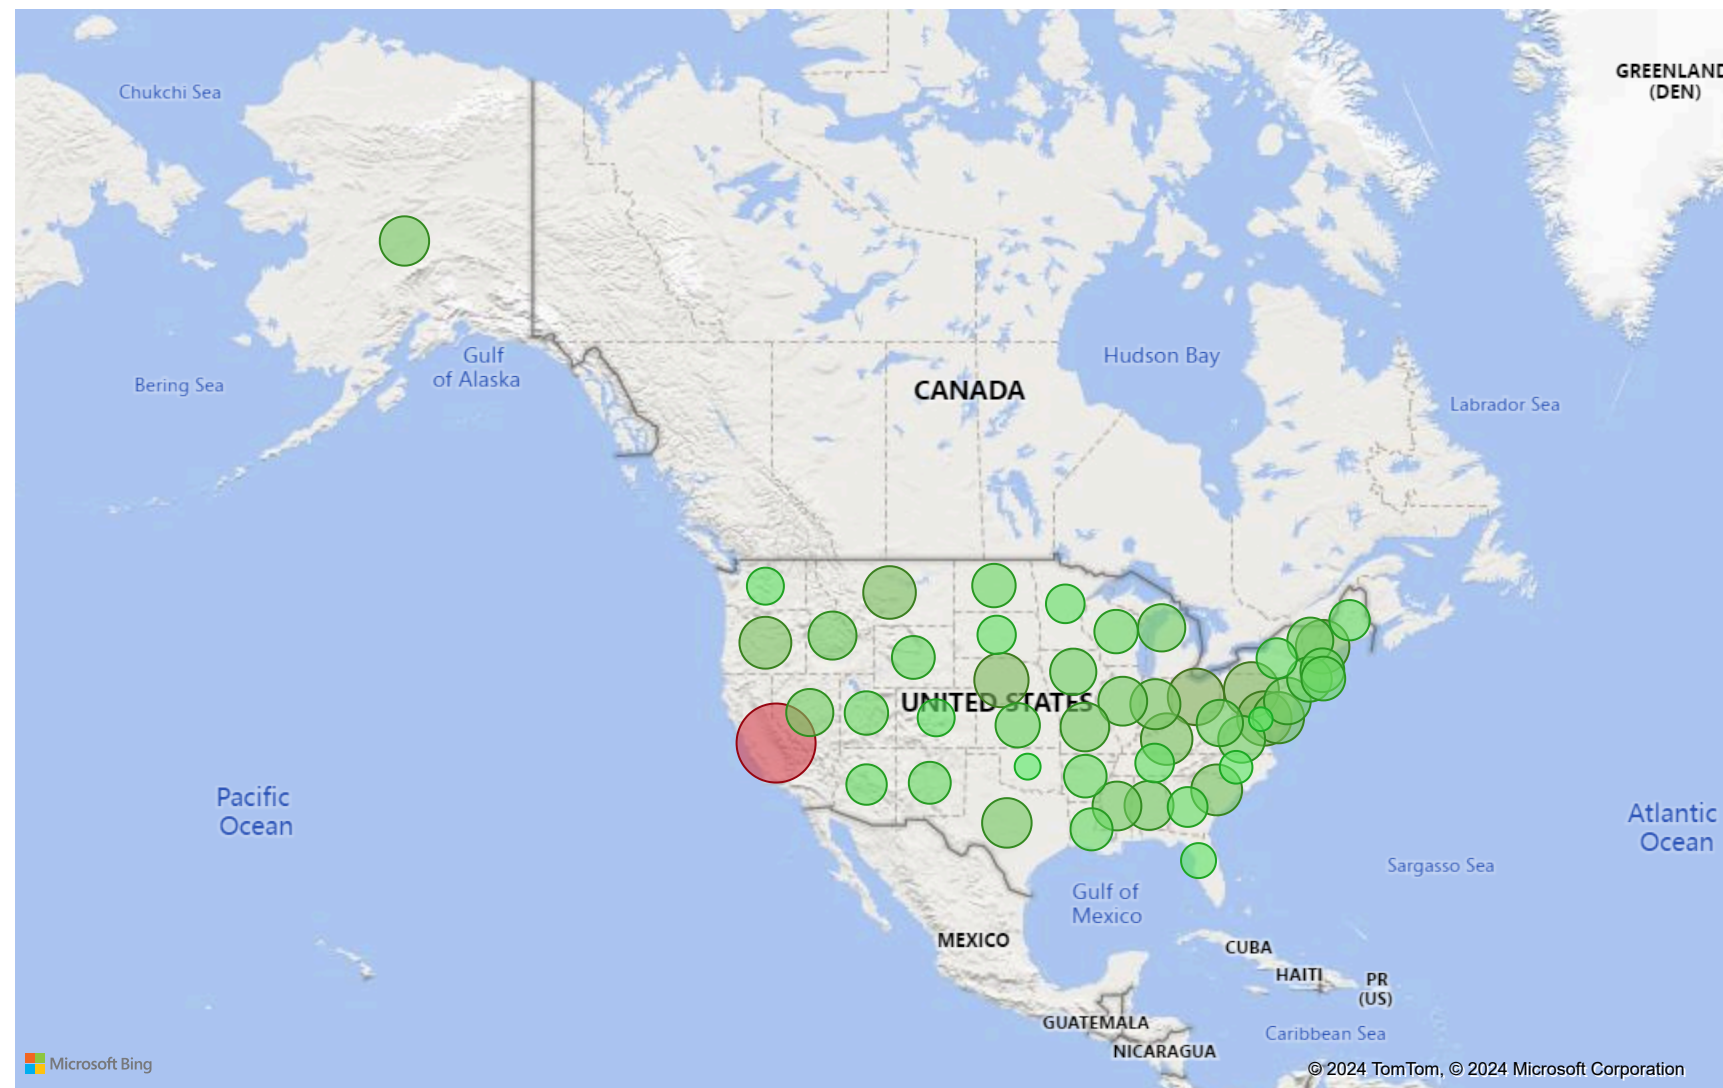 GREENLAND
(DEN)
Chukchi Sea
Gulf
of Alaska
Hudson Bay
Bering Sea
CANADA
Labrador Sea
UNITED STATES
Pacific
Ocean
Atlantic
Ocean
Sargasso Sea
Gulf of
Mexico
MEXICO
CUBA
HAITI
PR
(US)
GUATEMALA
Caribbean Sea
NICARAGUA
Microsoft Bing
© 2024 TomTom, © 2024 Microsoft Corporation